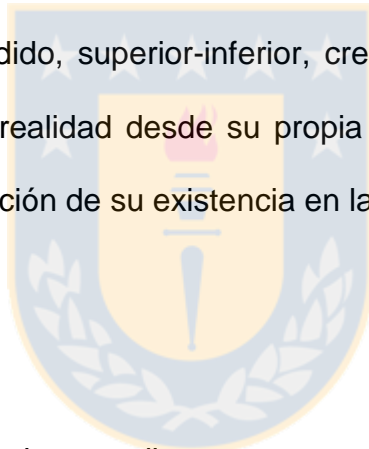 dido, superior-inferior, cre
realidad desde su propia
ción de su existencia en la